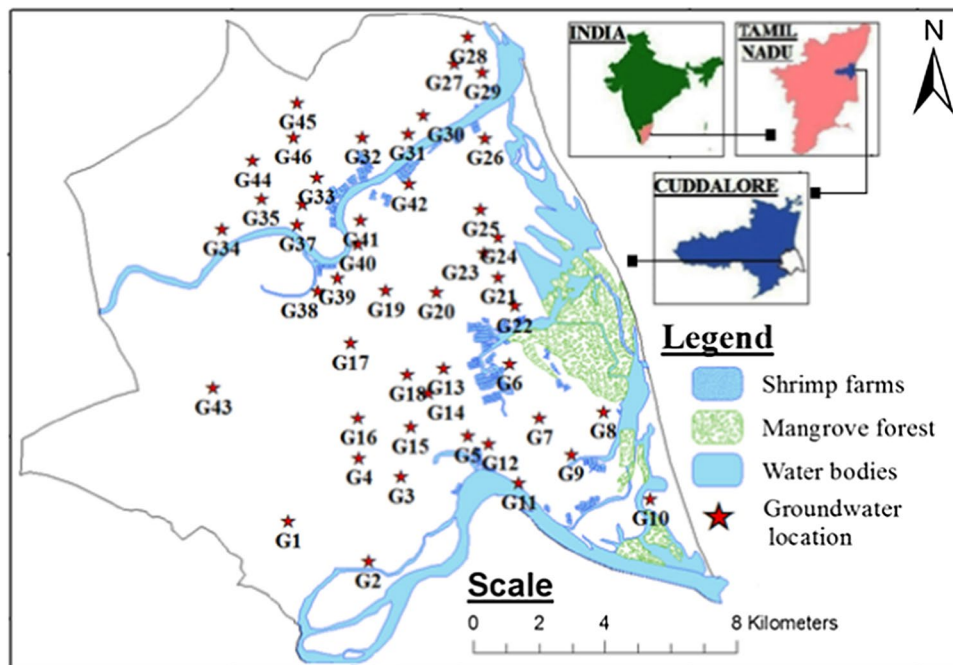 INDIA
TAMIL
NADU
N
CUDDALORE
G28
G27
G29
G45
G30
G46
G32
G31
G26
G44
G33
G42
G35
G25
G34
G37
G41
G24
G40
G23
G39
G21
G38
G19
G20
G22
G17
G6
G13
G18
G43
G14
G16
G15
G5
G7
G8
G4
G12
G9
G3
G11
G10
G1
G2
Legend
Shrimp farms
Mangrove forest
Water bodies
Groundwater
location
Scale
0 2 4 8 Kilometers